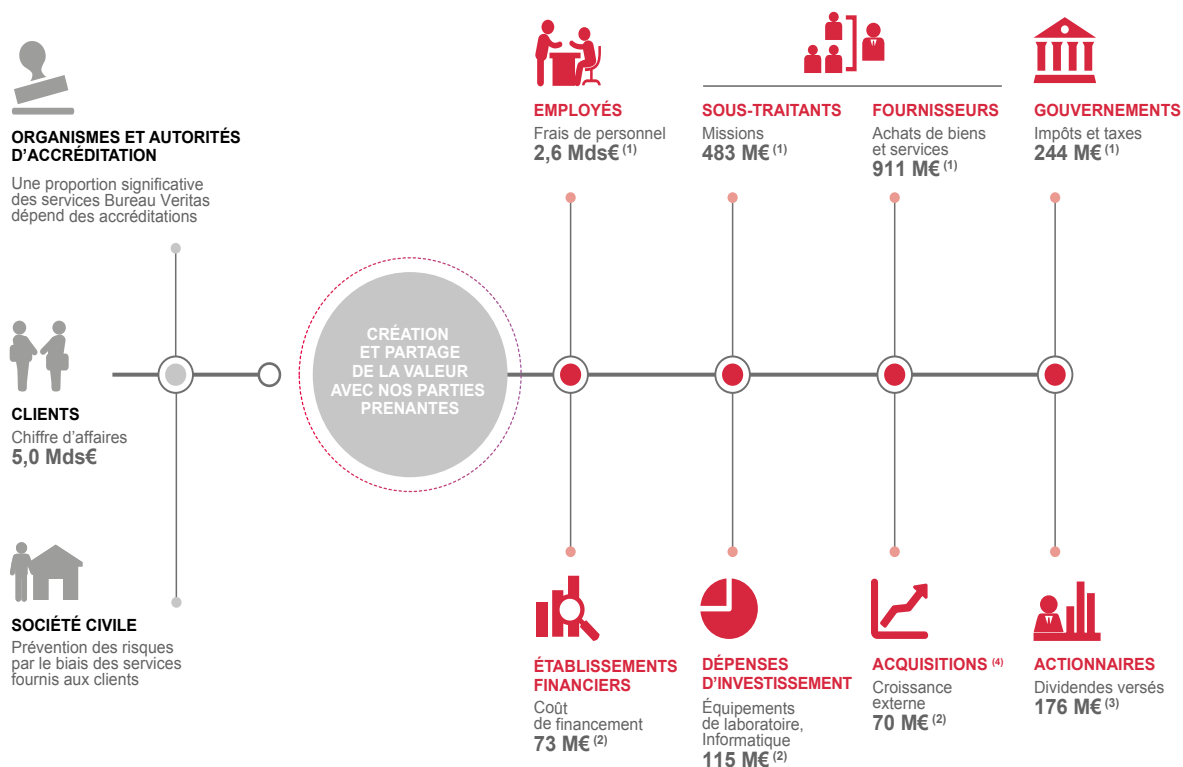 ORGANISMES ET AUTORITÉS
D'ACCRÉDITATION
Une proportion significative
des services Bureau Veritas
dépend des accréditations
CLIENTS
Chiffre d'affaires
5,0 Mds€
SOCIÉTÉ CIVILE
Prévention des risques
par le biais des services
fournis aux clients
CRÉATION
ET PARTAGE
DE LA VALEUR
AVEC NOS PARTIES
PRENANTES
EMPLOYÉS
Frais de personnel
2,6 Mds€ (1)
SOUS-TRAITANTS
Missions
483 M€ (1)
FOURNISSEURS
Achats de biens
et services
911 M€ (1)
GOUVERNEMENTS
Impôts et taxes
244 M€ (1)
ÉTABLISSEMENTS
FINANCIERS
Coût
de financement
73 M€ (2)
DÉPENSES
D'INVESTISSEMENT
Équipements
de laboratoire,
Informatique
115 M€ (2)
ACQUISITIONS (4)
Croissance
externe
70 M€ (2)
ACTIONNAIRES
Dividendes versés
176 M€ (3)